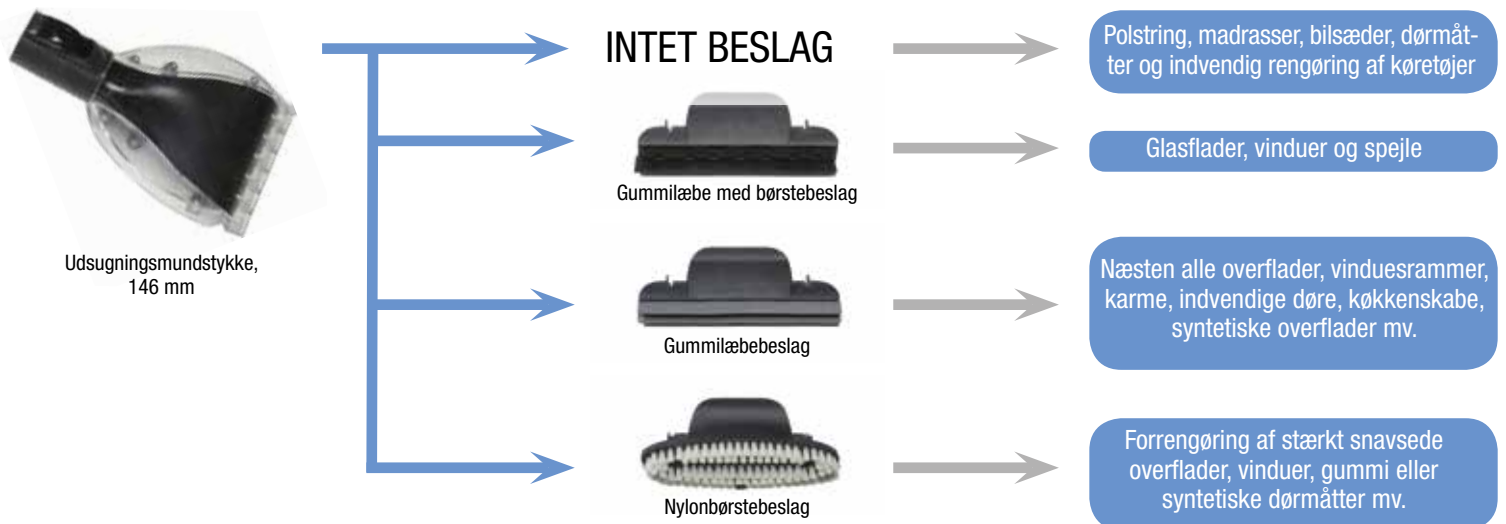 Udsugningsmundstykke,
146 mm
INTET BESLAG
Polstring, madrasser, bilsæder, dørmåt-
ter og indvendig rengøring af køretøjer
Gummilæbe med børstebeslag
Glasflader, vinduer og spejle
Gummilæbebeslag
Næsten alle overflader, vinduesrammer,
karme, indvendige døre, køkkenskabe,
syntetiske overflader mv.
Nylonbørstebeslag
Forrengøring af stærkt snavsede
overflader, vinduer, gummi eller
syntetiske dørmåtter mv.